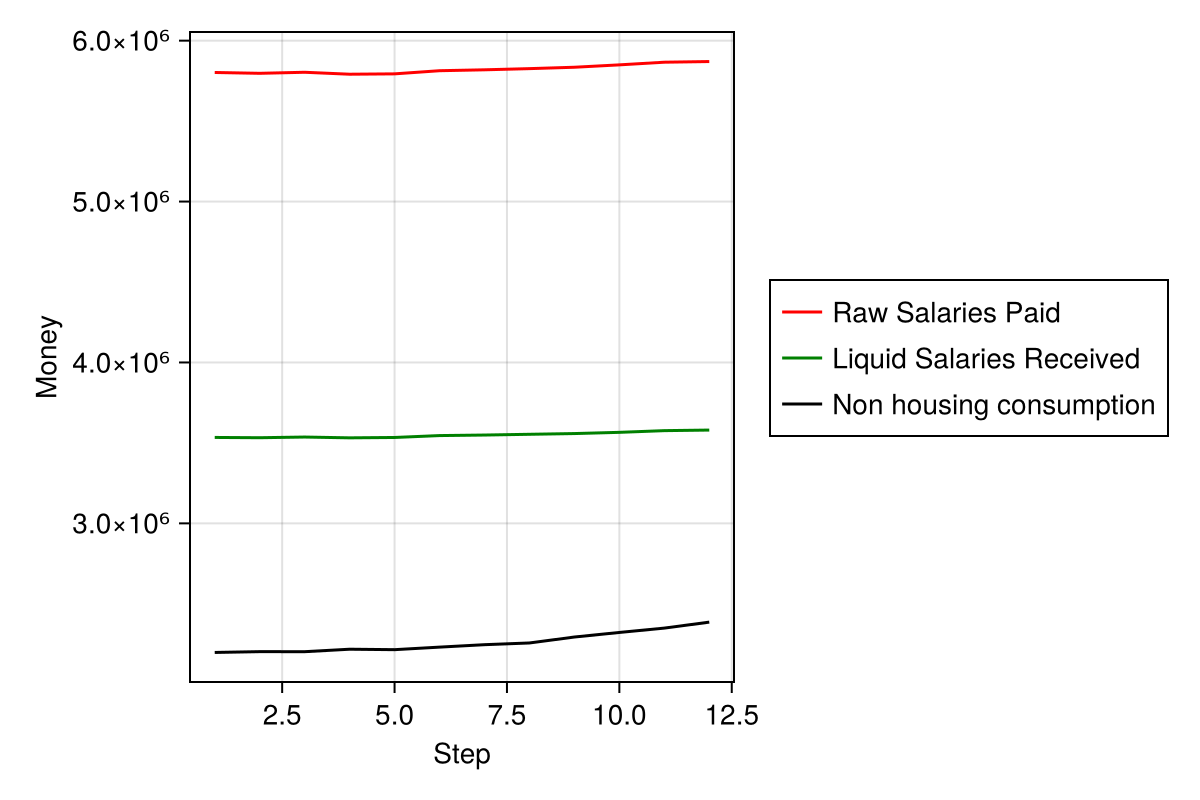 6.0×10⁶
5.0×10⁶
4.0×10⁶
3.0×10⁶
Money
2.5 5.0 7.5 10.0 12.5
Step
Raw Salaries Paid
Liquid Salaries Received
Non housing consumption